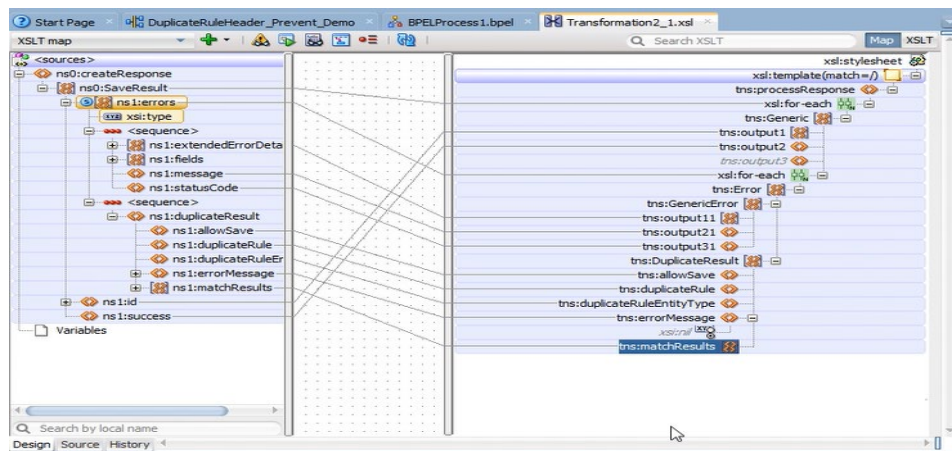 Start Page
DuplicateRuleHeader_Prevent_Demo
BPELProcess1.bpel
Transformation2_1.xsl
XSLT map
Search XSLT
Map
XSLT
<sources>
ns0:createResponse
ns0:SaveResult
ns1:errors
xsi:type
<sequence>
ns1:extendedErrorDeta
ns1:fields
ns1:message
ns1:statusCode
<sequence>
ns1:duplicateResult
ns1:allowSave
ns1:duplicateRule
ns1:duplicateRuleEr
ns1:errorMessage
ns1:matchResults
ns1:id
ns1:success
Variables
xsl:stylesheet
xsl:template(match=/)
tns:processResponse
xsl:for-each
tns:Generic
tns:output1
tns:output2
tns:output3
xsl:for-each
tns:Error
tns:GenericError
tns:output11
tns:output21
tns:output31
tns:DuplicateResult
tns:allowSave
tns:duplicateRule
tns:duplicateRuleEntityType
tns:errorMessage
xsi:nil
tns:matchResults
Search by local name
Design
Source
History